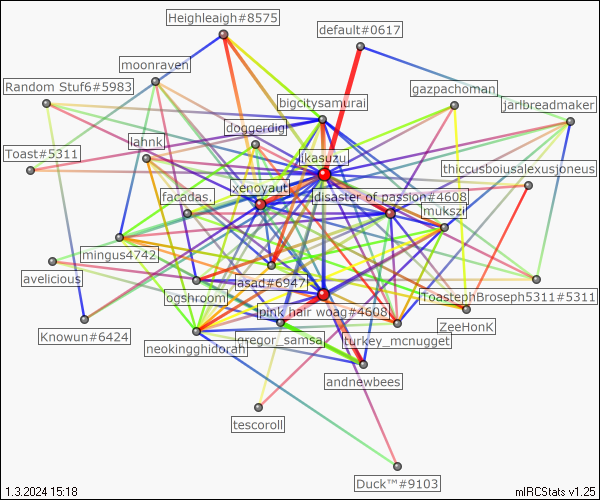 Heighleaigh#8575
default#0617
moonraven
Random Stuf6#5983
gazpachoman
bigcitysamurai
jarlbreadmaker
doggerdig
lahnk
Toast#5311
jkasuzu
thiccusboiusalexusjoneus
xenoyaut
facadas.
disaster of passion#4608
mukszi
mingus4742
avelicious
asad#6947
ogshroom
ToastephBroseph5311#5311
pink hair woag#4608
Knowun#6424
ZeeHonK
gregor_samsa
turkey_mcnugget
neokingghidorah
andnewbees
tescoroll
Duck™#9103
1.3.2024 15:18
mIRCStats v1.25